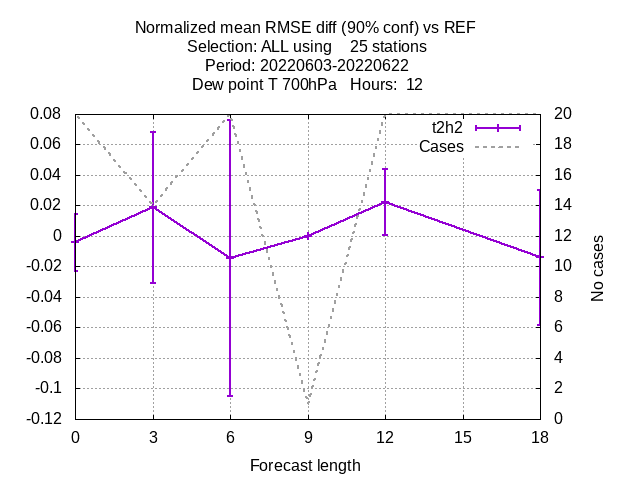 Normalized mean RMSE diff (90% conf) vs REF
Selection: ALL using    25 stations
Period: 20220603-20220622
Dew point T 700hPa   Hours:  12
t2h2
Cases
0.08
0.06
0.04
0.02
0
-0.02
-0.04
-0.06
-0.08
-0.1
-0.12
20
18
16
14
12
10
8
6
4
2
0
No cases
0 3 6 9 12 15 18
Forecast length